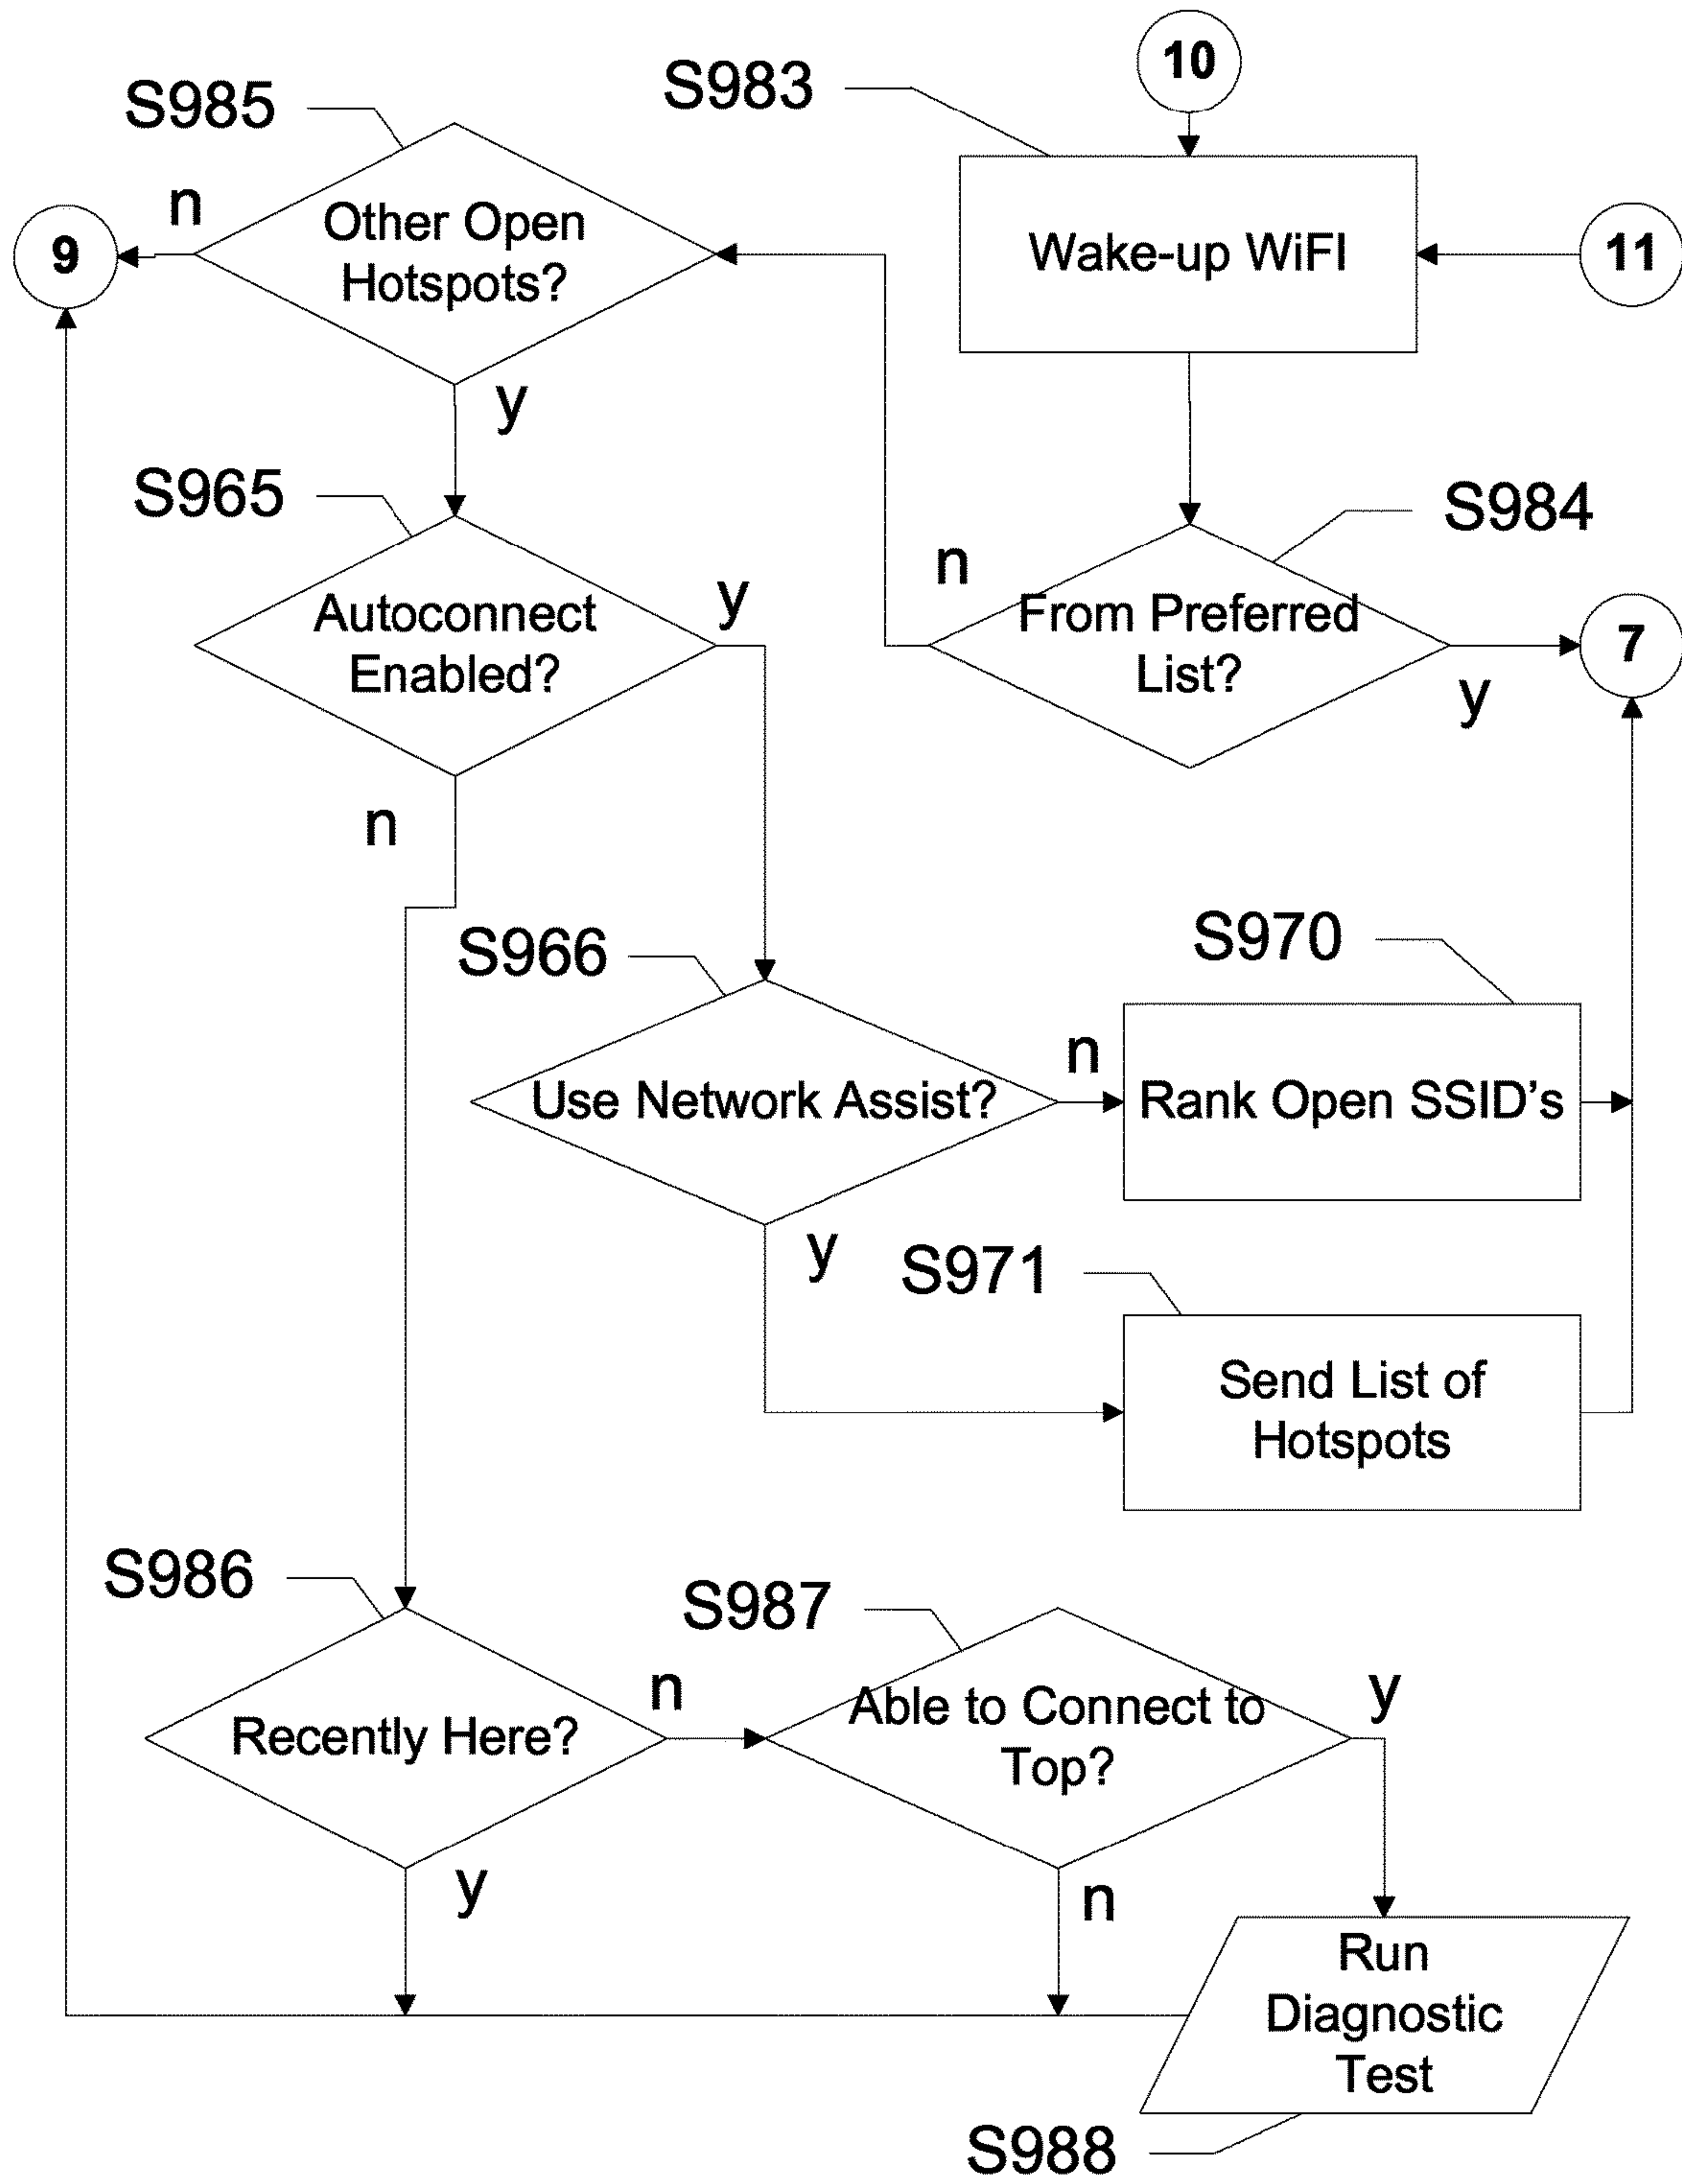 10
S983
S985
n
9
Other Open
Hotspots?
Wake-up WiFI
11
y
S965
S984
n
y
Autoconnect
Enabled?
From Preferred
List?
7
y
n
S970
S966
n
Use Network Assist?
Rank Open SSID's
y
S971
Send List of
Hotspots
S986
S987
n
y
Recently Here?
Able to Connect to
Top?
y
n
Run
Diagnostic
Test
S988